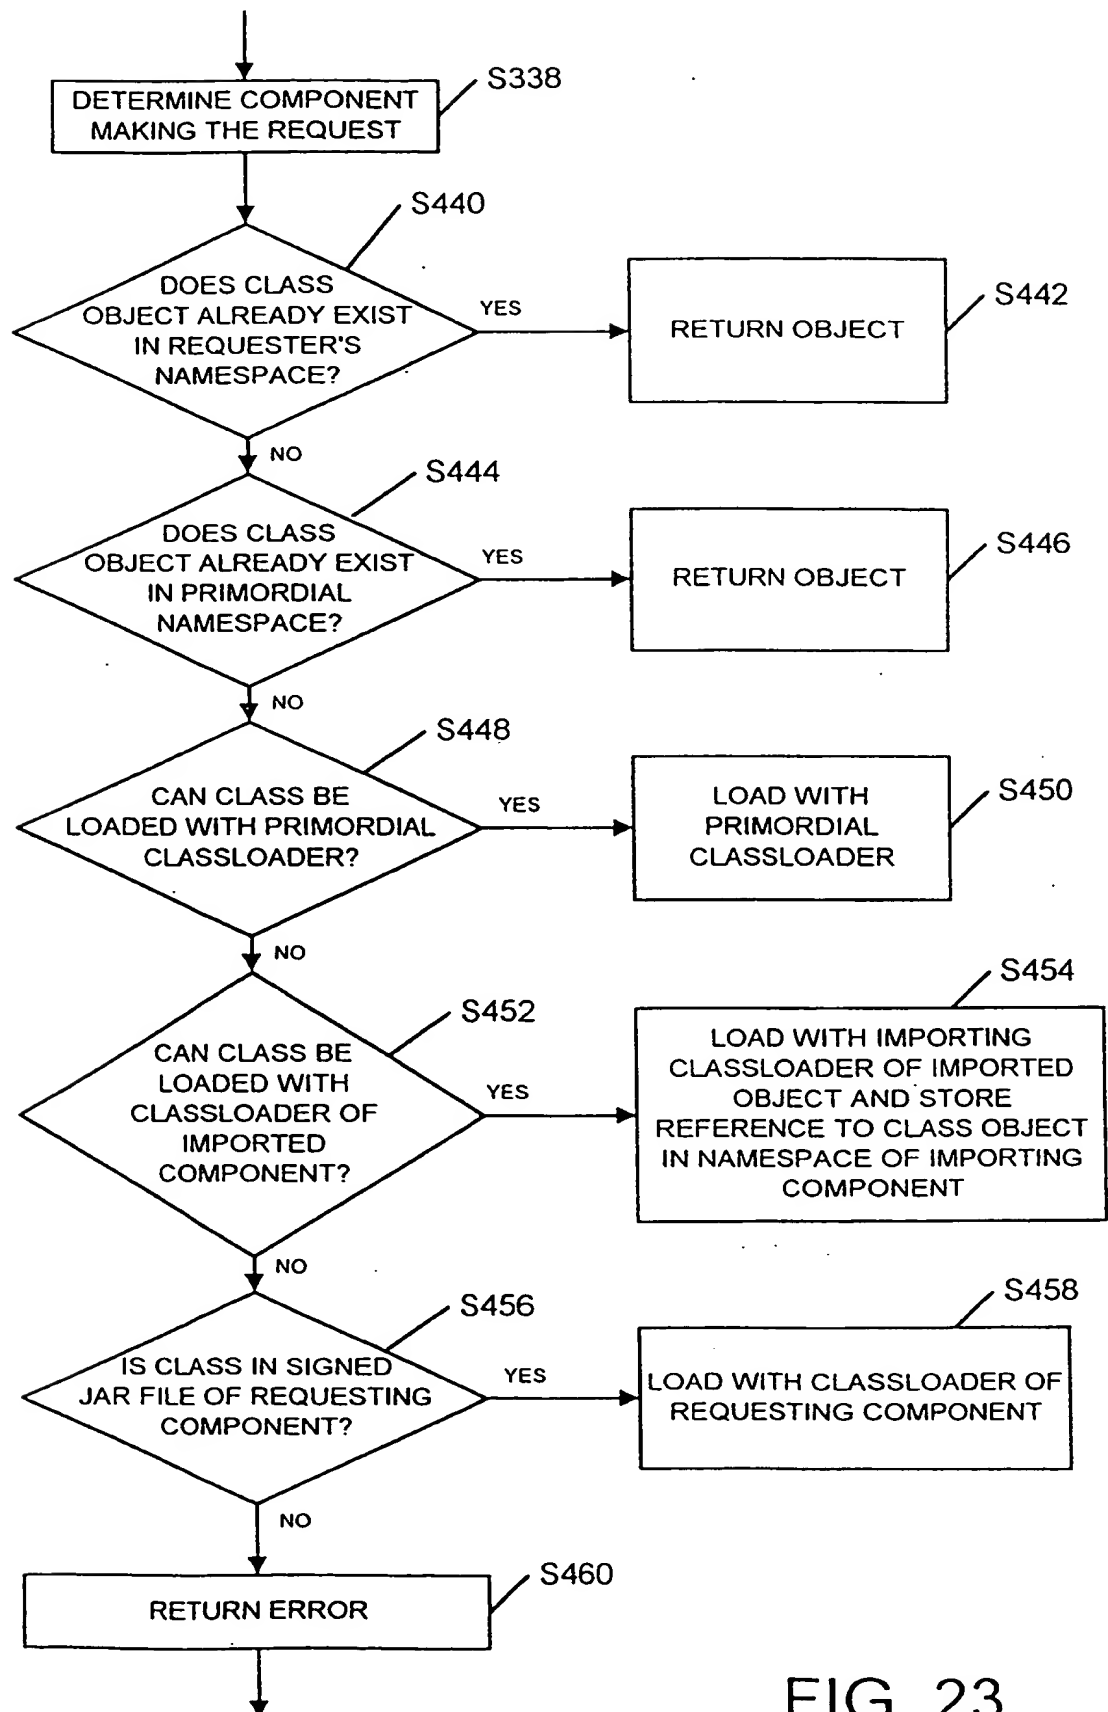 S338
DETERMINE COMPONENT
MAKING THE REQUEST
S440
DOES CLASS
OBJECT ALREADY EXIST
IN REQUESTER'S
NAMESPACE?
YES
S442
RETURN OBJECT
NO
S444
DOES CLASS
OBJECT ALREADY EXIST
IN PRIMORDIAL
NAMESPACE?
YES
S446
RETURN OBJECT
NO
S448
CAN CLASS BE
LOADED WITH PRIMORDIAL
CLASSLOADER?
YES
S450
LOAD WITH
PRIMORDIAL
CLASSLOADER
NO
S452
CAN CLASS BE
LOADED WITH
CLASSLOADER OF
IMPORTED
COMPONENT?
YES
S454
LOAD WITH IMPORTING
CLASSLOADER OF IMPORTED
OBJECT AND STORE
REFERENCE TO CLASS OBJECT
IN NAMESPACE OF IMPORTING
COMPONENT
NO
S456
IS CLASS IN SIGNED
JAR FILE OF REQUESTING
COMPONENT?
YES
S458
LOAD WITH CLASSLOADER OF
REQUESTING COMPONENT
NO
S460
RETURN ERROR
FIG. 23